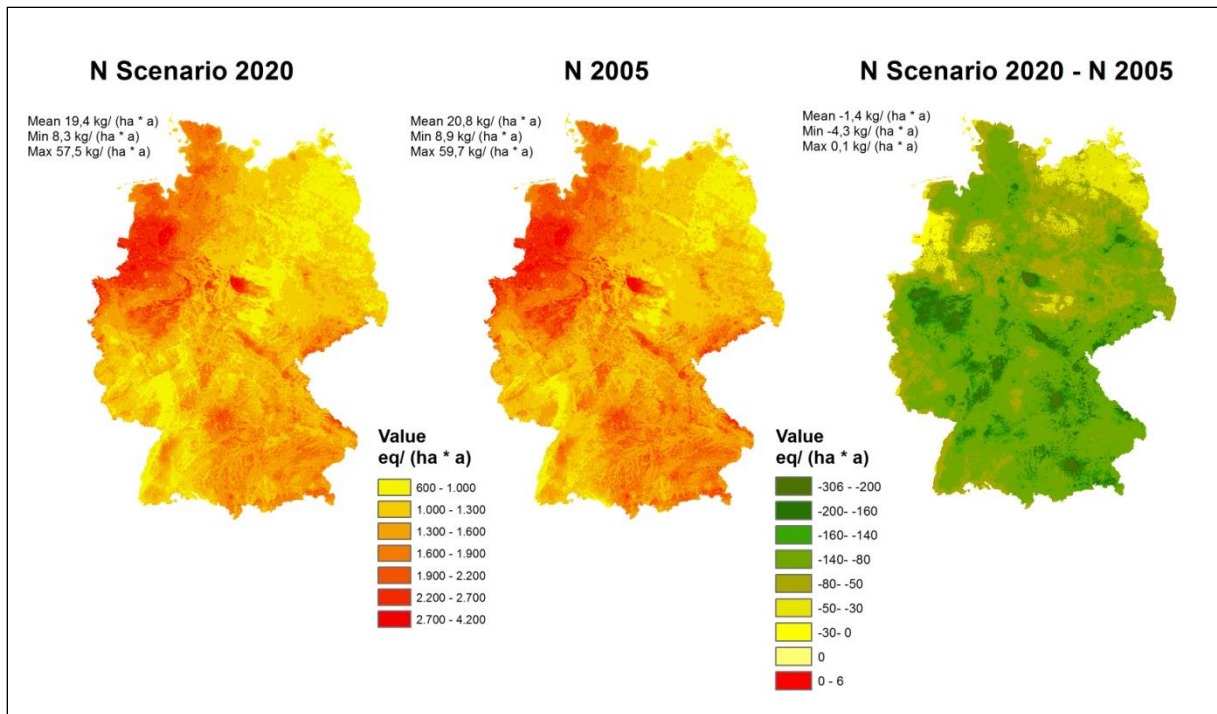 N Scenario 2020
Mean 19,4 kg/ (ha * a)
Min 8,3 kg/ (ha * a)
Max 57,5 kg/ (ha * a)
N 2005
Mean 20,8 kg/ (ha * a)
Min 8,9 kg/ (ha * a)
Max 59,7 kg/ (ha * a)
N Scenario 2020 - N 2005
Mean -1,4 kg/ (ha * a)
Min -4,3 kg/ (ha * a)
Max 0,1 kg/ (ha * a)
Value
eq/ (ha * a)
600 - 1.000
1.000 - 1.300
1.300 - 1.600
1.600 - 1.900
1.900 - 2.200
2.200 - 2.700
2.700 - 4.200
Value
eq/ (ha * a)
-306 - -200
-200 - -160
-160- -140
-140 - -80
-80- -50
-50- -30
-30- 0
0
0 - 6